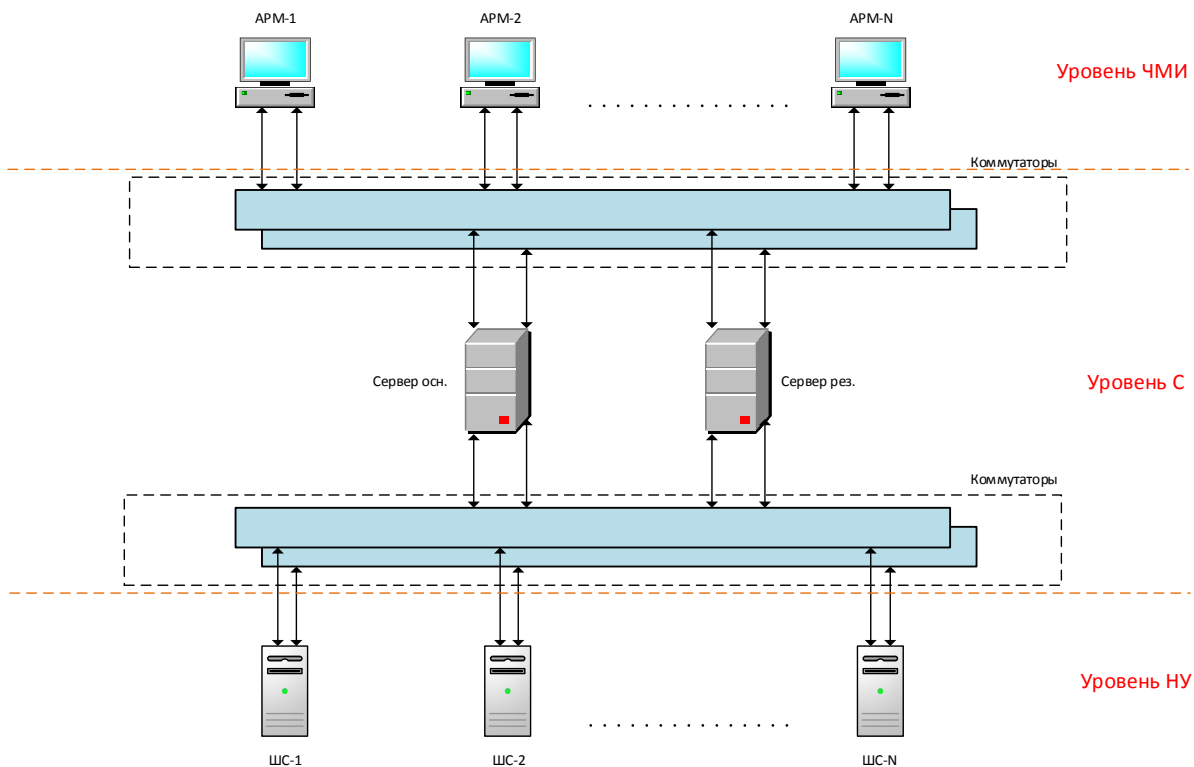 АРМ-1
АРМ-2
АРМ-N
Уровень ЧМИ
Коммутаторы
Сервер осн.
Сервер рез.
Уровень С
Коммутаторы
Уровень НУ
ШС-1
ШС-2
ШС-N